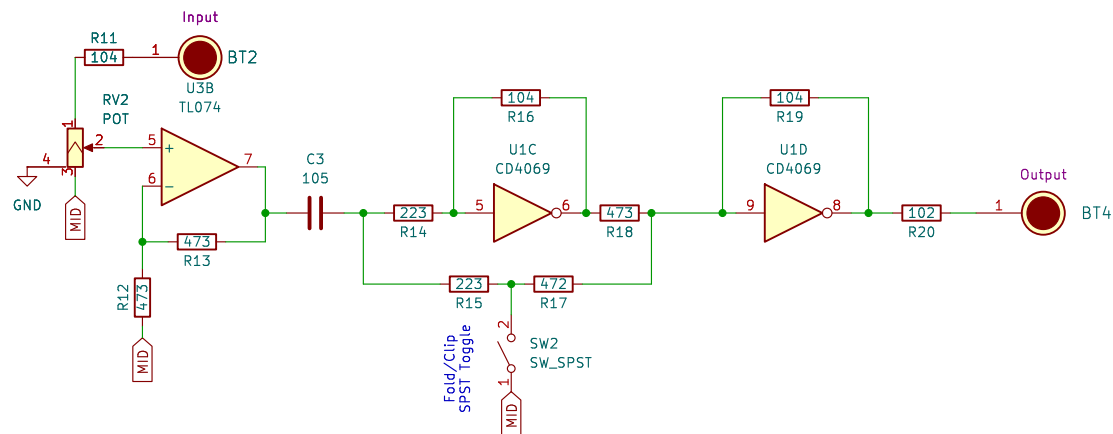 Input
R11
104
1
BT2
U3B
TL074
RV2
POT
1
2
3
4
GND
MID
5
+
6
-
7
R13
473
R12
473
MID
C3
105
223
R14
104
R16
U1C
CD4069
5
6
473
R18
223
R15
472
R17
Fold/Clip
SPST Toggle
2
SW2
SW_SPST
1
MID
104
R19
U1D
CD4069
9
8
102
R20
Output
1
BT4